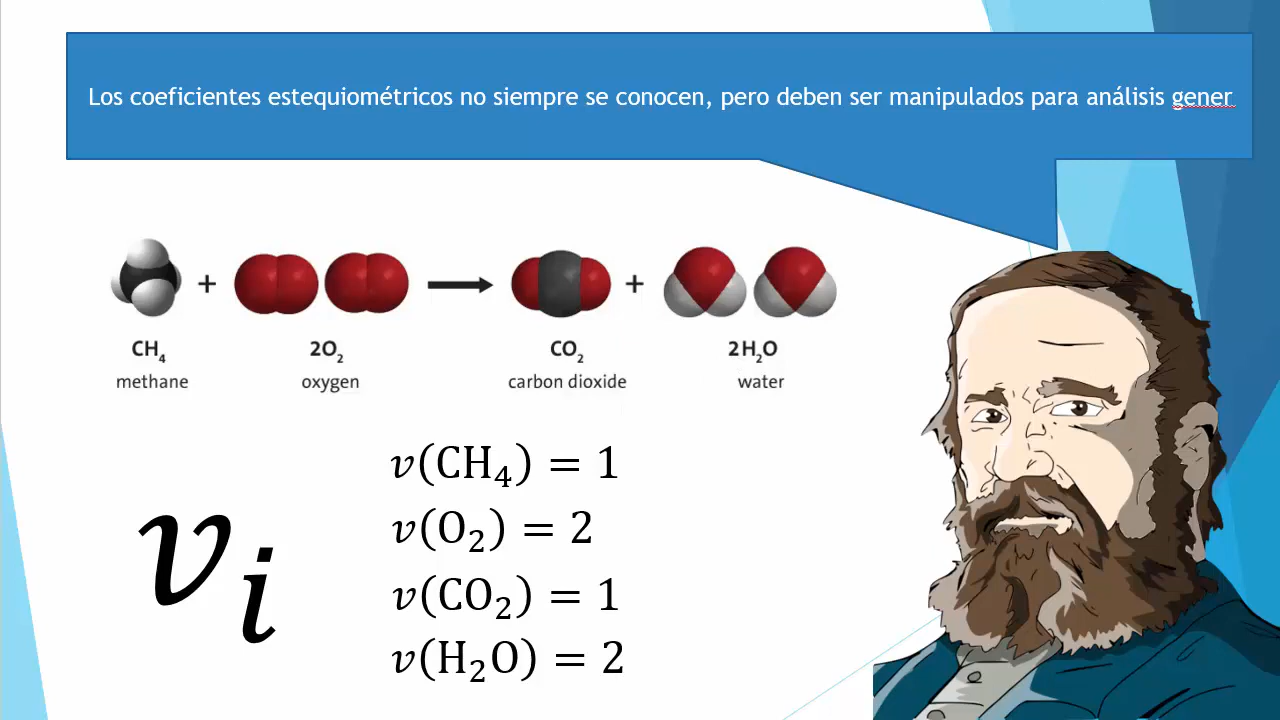 Los coeficientes estequiométricos no siempre se conocen, pero deben ser manipulados para análisis gener
+ + 
CH₄ 2O₂ CO₂ 2H₂O
methane oxygen carbon dioxide water
𝜈(CH₄) = 1
𝜈(O₂) = 2
𝜈ᵢ
𝜈(CO₂) = 1
𝜈(H₂O) = 2